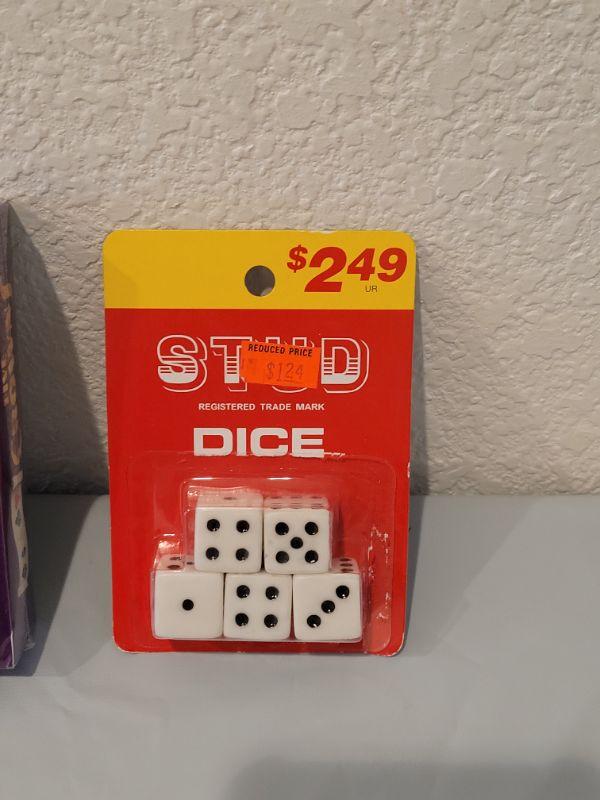 $2.49
UR
STUD
REDUCED PRICE
$1.24
REGISTERED TRADE MARK
DICE